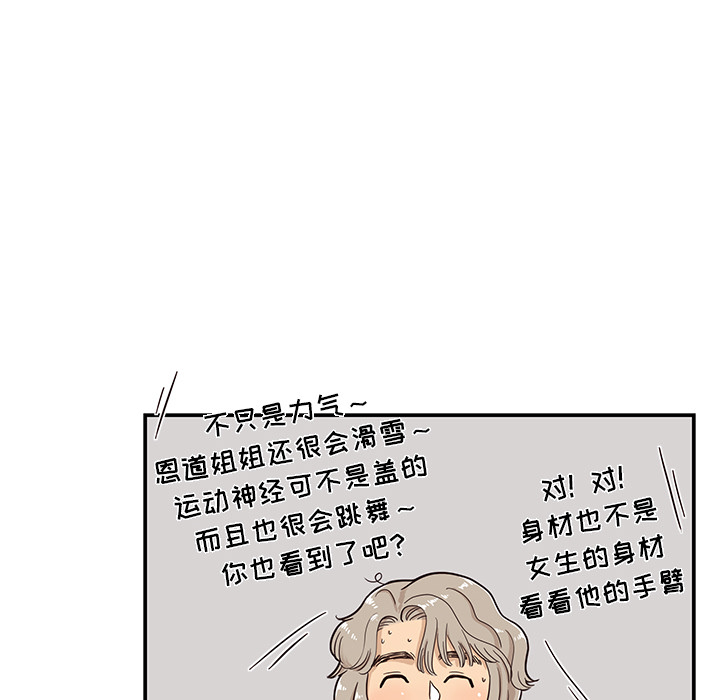 不只是力气~
恩道姐姐还很会滑雪~
运动神经可不是盖的
而且也很会跳舞~
你也看到了吧?
对! 对!
身材也不是
女生的身材
看看他的手臂